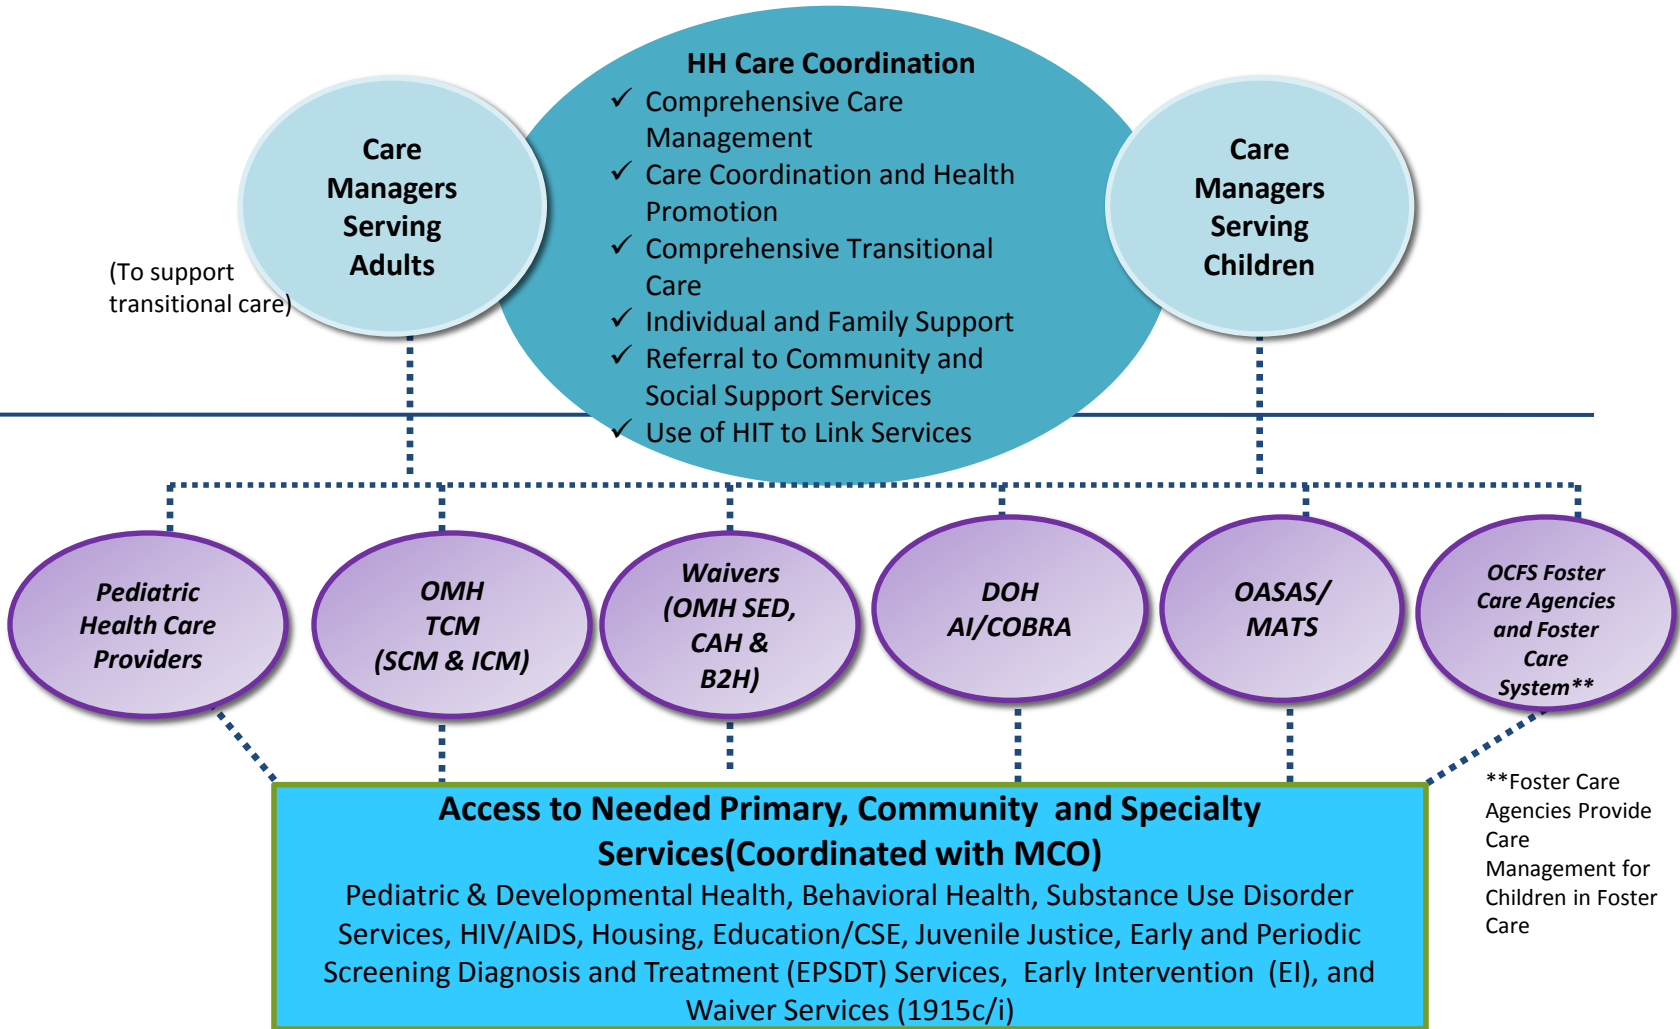 HH Care Coordination
✓ Comprehensive Care
Management
✓ Care Coordination and Health
Promotion
✓ Comprehensive Transitional
Care
✓ Individual and Family Support
✓ Referral to Community and
Social Support Services
✓ Use of HIT to Link Services
Care
Managers
Serving
Adults
(To support
transitional care)
Care
Managers
Serving
Children
Pediatric
Health Care
Providers
OMH
TCM
(SCM & ICM)
Waivers
(OMH SED,
CAH &
B2H)
DOH
AI/COBRA
OASAS/
MATS
OCFS Foster
Care Agencies
and Foster
Care
System**
Access to Needed Primary, Community and Specialty
Services(Coordinated with MCO)
Pediatric & Developmental Health, Behavioral Health, Substance Use Disorder
Services, HIV/AIDS, Housing, Education/CSE, Juvenile Justice, Early and Periodic
Screening Diagnosis and Treatment (EPSDT) Services, Early Intervention (EI), and
Waiver Services (1915c/i)
**Foster Care
Agencies Provide
Care
Management for
Children in Foster
Care